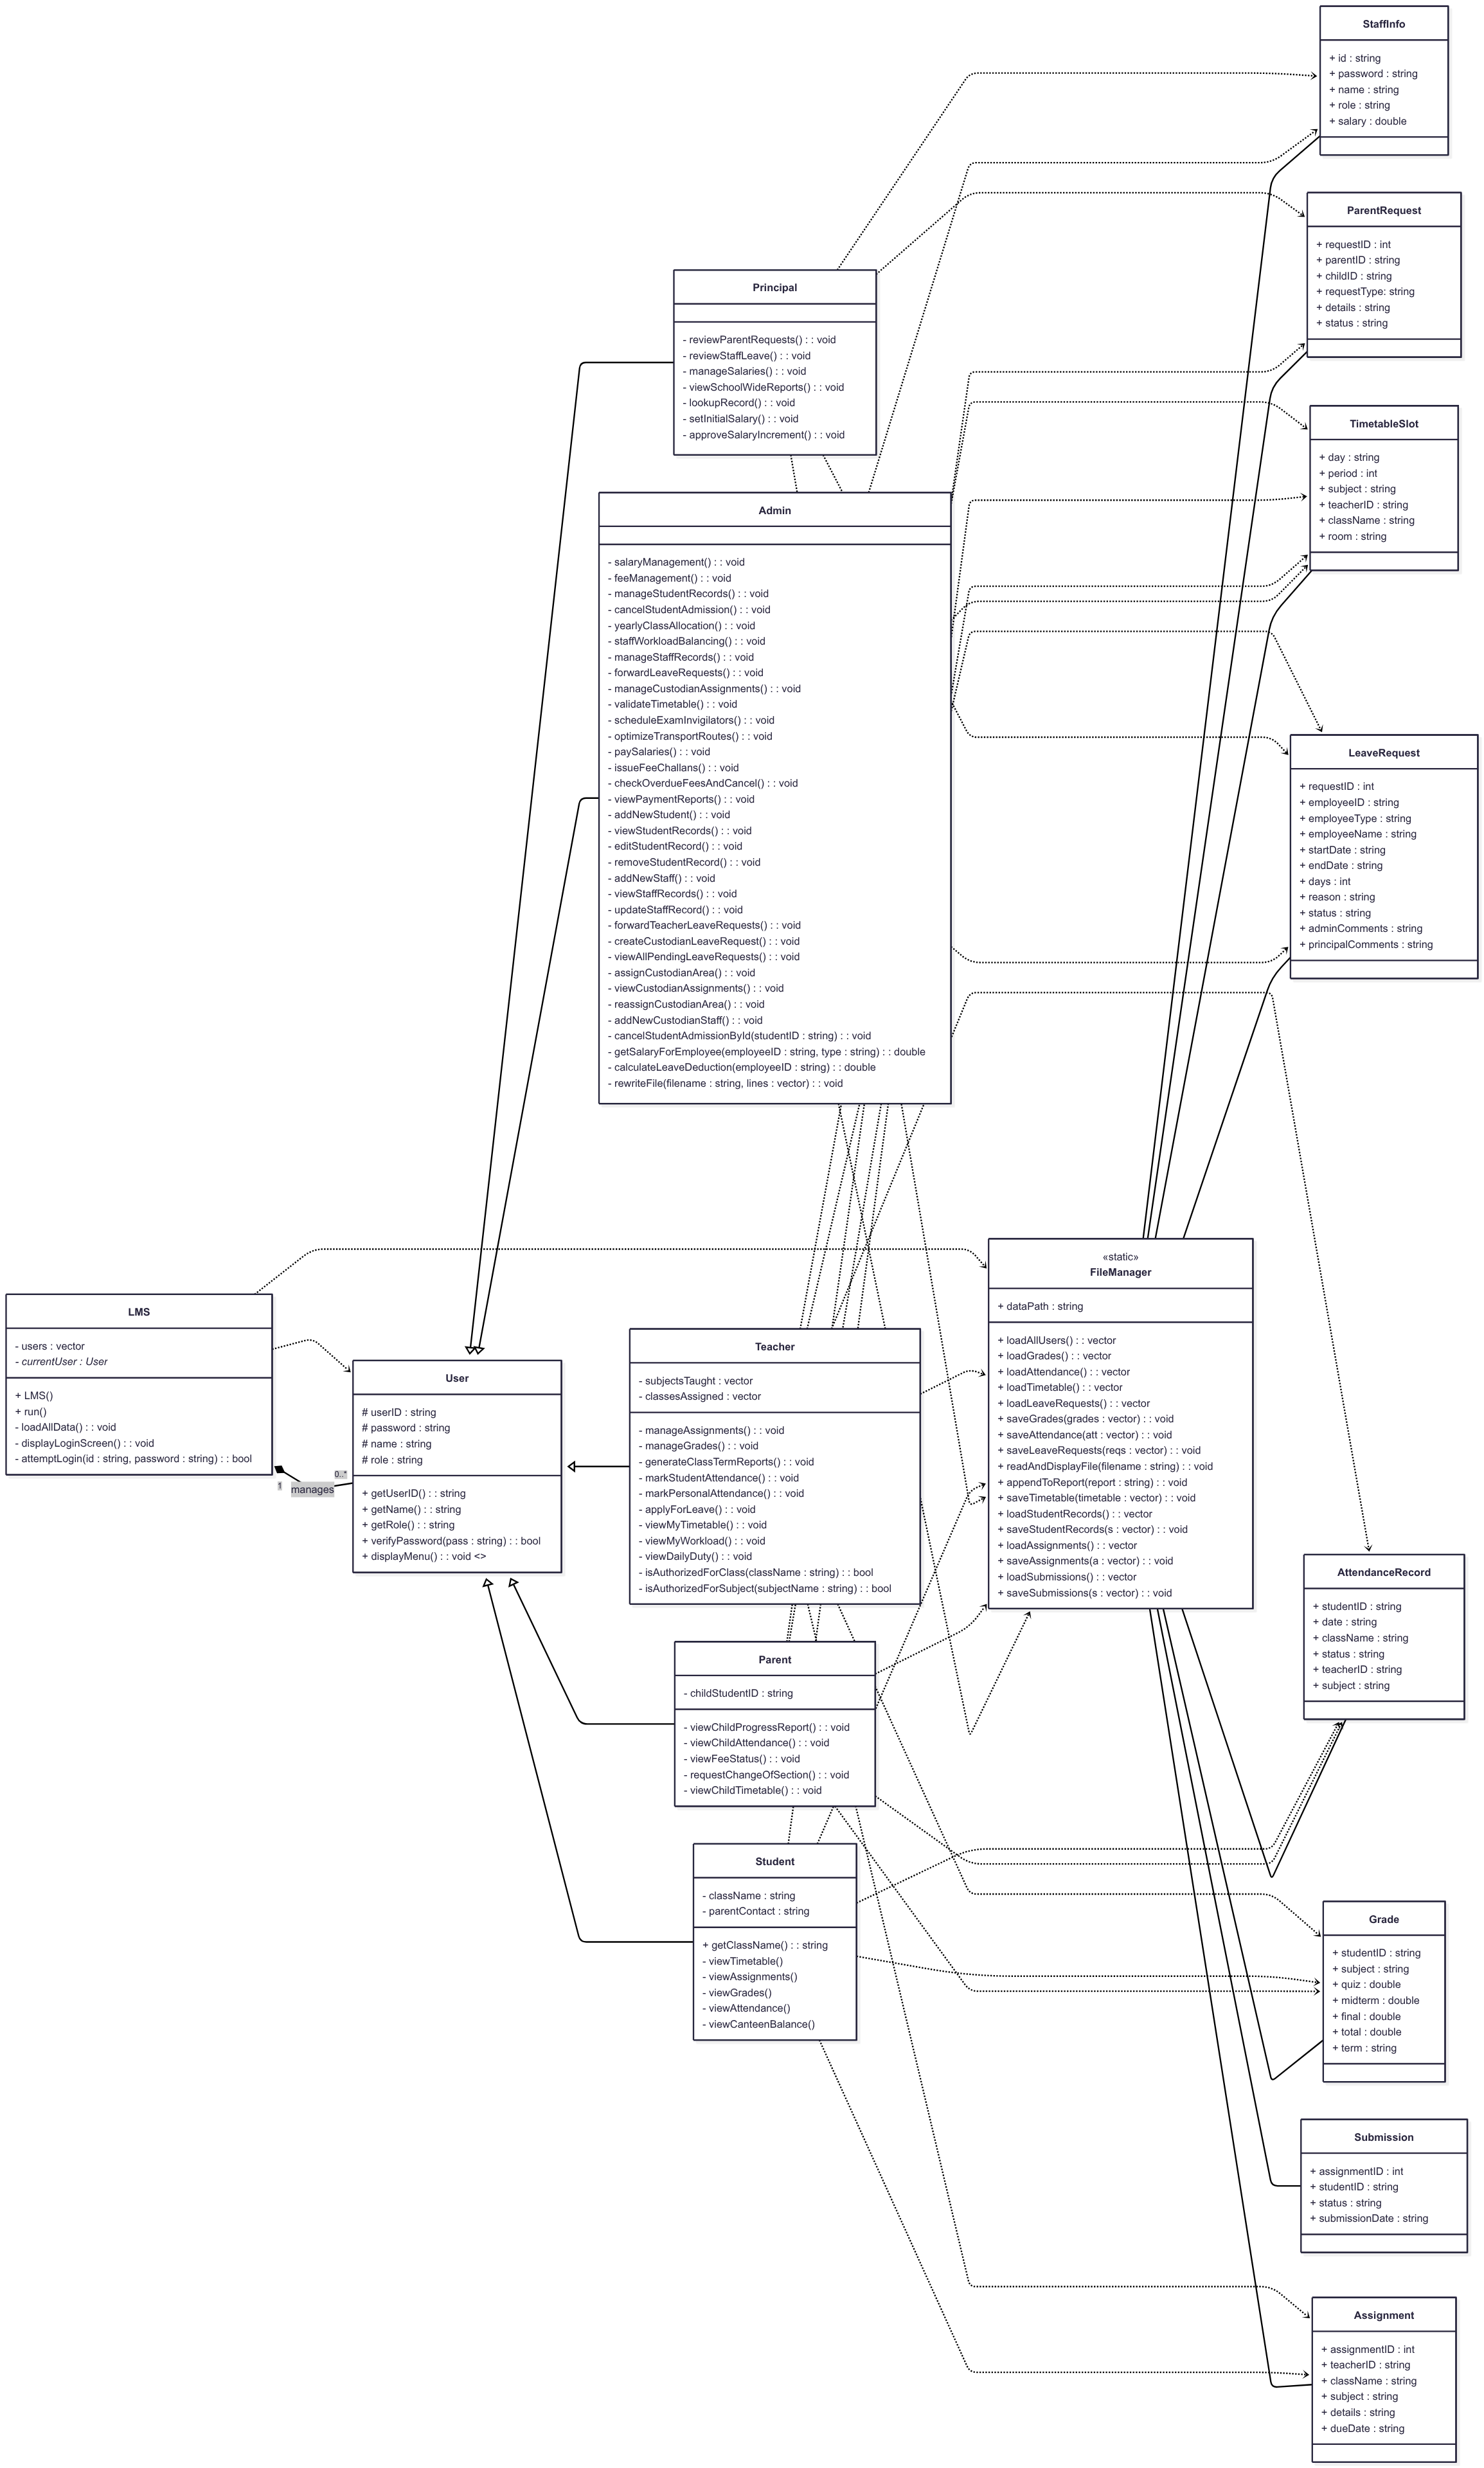 StaffInfo
+ id : string
+ password : string
+ name : string
+ role : string
+ salary : double
ParentRequest
+ requestID : int
+ parentID : string
+ childID : string
+ requestType: string
+ details : string
+ status : string
Principal
- reviewParentRequests() : : void
- reviewStaffLeave() : : void
- manageSalaries() : : void
- viewSchoolWideReports() : : void
- lookupRecord() : : void
- setInitialSalary() : : void
- approveSalaryIncrement() : : void
TimetableSlot
+ day : string
+ period : int
+ subject : string
+ teacherID : string
+ className : string
+ room : string
Admin
- salaryManagement() : : void
- feeManagement() : : void
- manageStudentRecords() : : void
- cancelStudentAdmission() : : void
- yearlyClassAllocation() : : void
- staffWorkloadBalancing() : : void
- manageStaffRecords() : : void
- forwardLeaveRequests() : : void
- manageCustodianAssignments() : : void
- validateTimetable() : : void
- scheduleExamInvigilators() : : void
- optimizeTransportRoutes() : : void
- paySalaries() : : void
- issueFeeChallans() : : void
- checkOverdueFeesAndCancel() : : void
- viewPaymentReports() : : void
- addNewStudent() : : void
- viewStudentRecords() : : void
- editStudentRecord() : : void
- removeStudentRecord() : : void
- addNewStaff() : : void
- viewStaffRecords() : : void
- updateStaffRecord() : : void
- forwardTeacherLeaveRequests() : : void
- createCustodianLeaveRequest() : : void
- viewAllPendingLeaveRequests() : : void
- assignCustodianArea() : : void
- viewCustodianAssignments() : : void
- reassignCustodianArea() : : void
- addNewCustodianStaff() : : void
- cancelStudentAdmissionById(studentID : string) : : void
- getSalaryForEmployee(employeeID : string, type : string) : : double
- calculateLeaveDeduction(employeeID : string) : : double
- rewriteFile(filename : string, lines : vector) : : void
LeaveRequest
+ requestID : int
+ employeeID : string
+ employeeType : string
+ employeeName : string
+ startDate : string
+ endDate : string
+ days : int
+ reason : string
+ status : string
+ adminComments : string
+ principalComments : string
LMS
- users : vector
- currentUser : User
+ LMS()
+ run()
- loadAllData() : : void
- displayLoginScreen() : : void
- attemptLogin(id : string, password : string) : : bool
1
manages
0..*
User
# userID : string
# password : string
# name : string
# role : string
+ getUserID() : : string
+ getName() : : string
+ getRole() : : string
+ verifyPassword(pass : string) : : bool
+ displayMenu() : : void <>
Teacher
- subjectsTaught : vector
- classesAssigned : vector
- manageAssignments() : : void
- manageGrades() : : void
- generateClassTermReports() : : void
- markStudentAttendance() : : void
- markPersonalAttendance() : : void
- applyForLeave() : : void
- viewMyTimetable() : : void
- viewMyWorkload() : : void
- viewDailyDuty() : : void
- isAuthorizedForClass(className : string) : : bool
- isAuthorizedForSubject(subjectName : string) : : bool
«static»
FileManager
+ dataPath : string
+ loadAllUsers() : : vector
+ loadGrades() : : vector
+ loadAttendance() : : vector
+ loadTimetable() : : vector
+ loadLeaveRequests() : : vector
+ saveGrades(grades : vector) : : void
+ saveAttendance(att : vector) : : void
+ saveLeaveRequests(reqs : vector) : : void
+ readAndDisplayFile(filename : string) : : void
+ appendToReport(report : string) : : void
+ saveTimetable(timetable : vector) : : void
+ loadStudentRecords() : : vector
+ saveStudentRecords(s : vector) : : void
+ loadAssignments() : : vector
+ saveAssignments(a : vector) : : void
+ loadSubmissions() : : vector
+ saveSubmissions(s : vector) : : void
AttendanceRecord
+ studentID : string
+ date : string
+ className : string
+ status : string
+ teacherID : string
+ subject : string
Parent
- childStudentID : string
- viewChildProgressReport() : : void
- viewChildAttendance() : : void
- viewFeeStatus() : : void
- requestChangeOfSection() : : void
- viewChildTimetable() : : void
Student
- className : string
- parentContact : string
+ getClassName() : : string
- viewTimetable()
- viewAssignments()
- viewGrades()
- viewAttendance()
- viewCanteenBalance()
Grade
+ studentID : string
+ subject : string
+ quiz : double
+ midterm : double
+ final : double
+ total : double
+ term : string
Submission
+ assignmentID : int
+ studentID : string
+ status : string
+ submissionDate : string
Assignment
+ assignmentID : int
+ teacherID : string
+ className : string
+ subject : string
+ details : string
+ dueDate : string